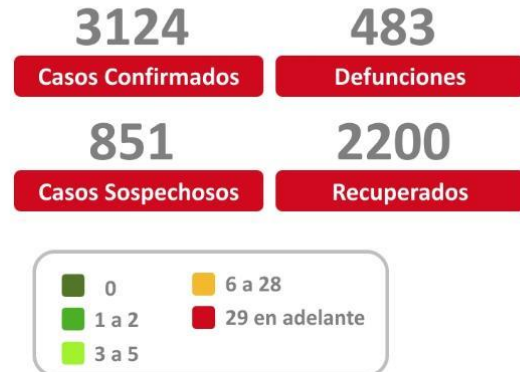 3124
483
Casos Confirmados
Defunciones
851
2200
Casos Sospechosos
Recuperados
0
6 a 28
1 a 2
29 en adelante
3 a 5